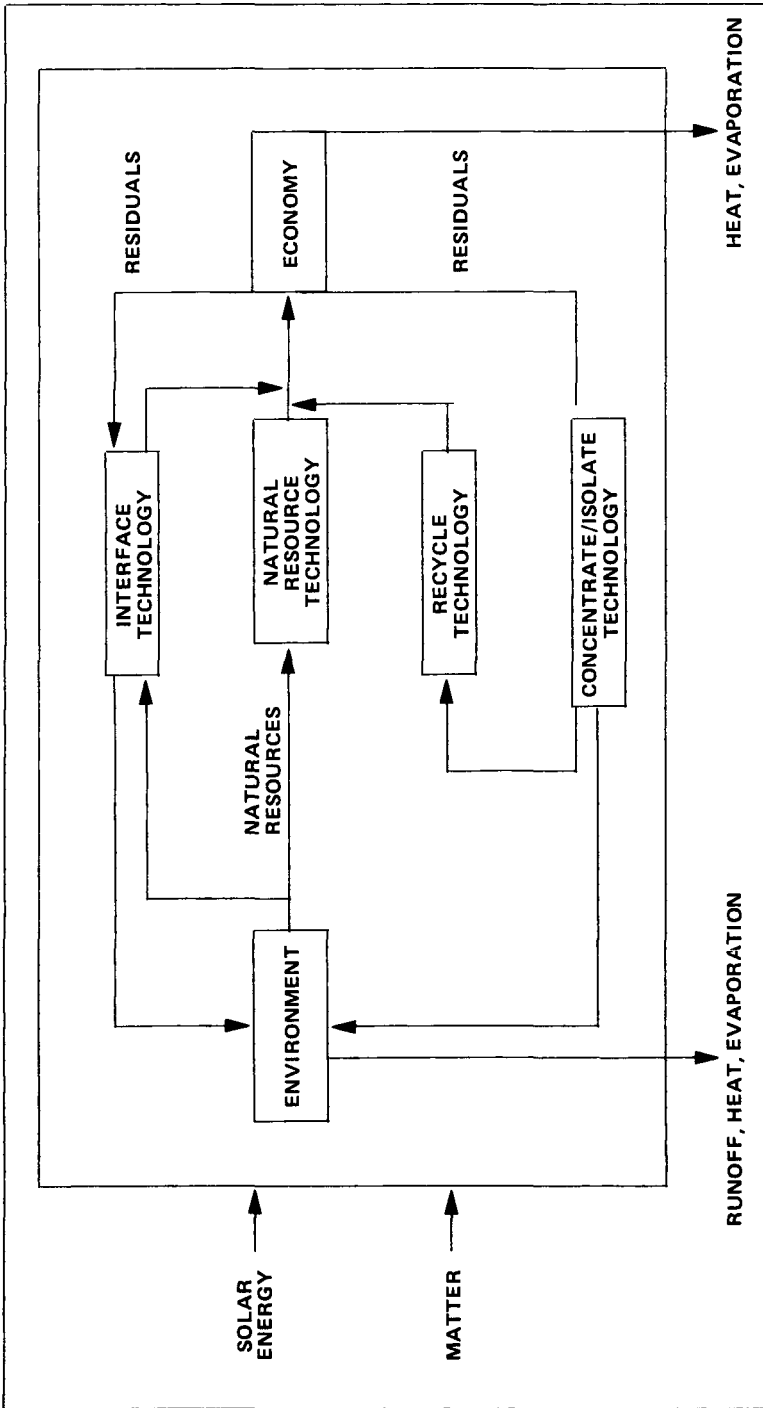 SOLAR
ENERGY
MATTER
ENVIRONMENT
RUNOFF, HEAT, EVAPORATION
NATURAL
RESOURCES
INTERFACE
TECHNOLOGY
NATURAL
RESOURCE
TECHNOLOGY
RECYCLE
TECHNOLOGY
CONCENTRATE/ISOLATE
TECHNOLOGY
RESIDUALS
ECONOMY
RESIDUALS
HEAT, EVAPORATION